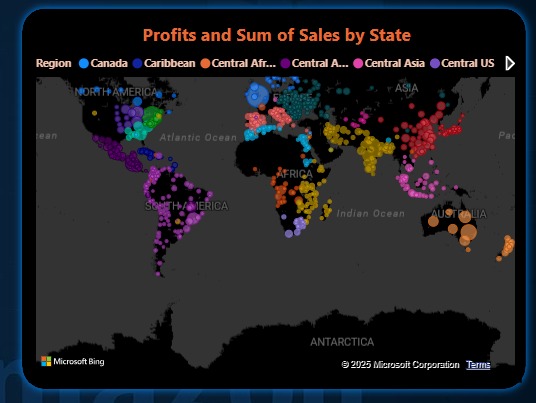 Profits and Sum of Sales by State
Region Canada Caribbean Central Afr... Central A... Central Asia Central US
NORTH AMERICA
ASIA
Atlantic Ocean
AFRICA
SOUTH AMERICA
Indian Ocean
AUSTRALIA
ANTARCTICA
Microsoft Bing
© 2025 Microsoft Corporation Terms